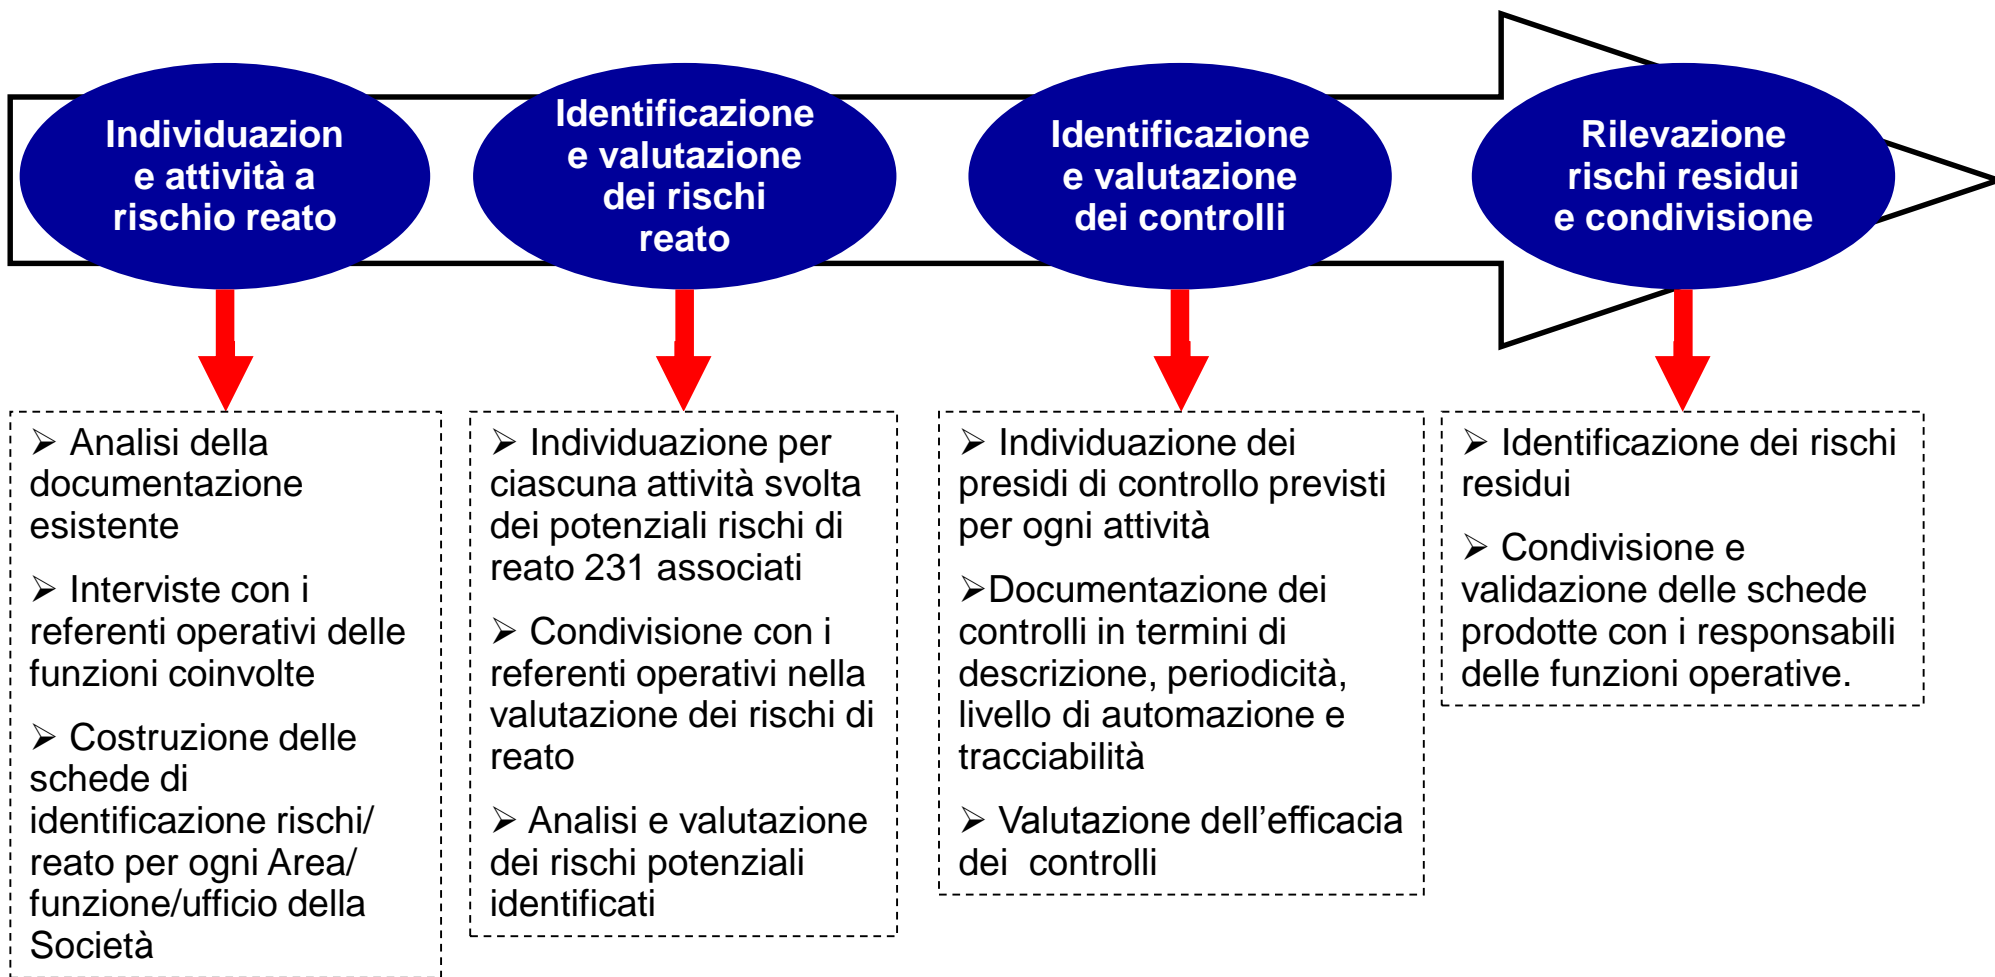 Individuazion
e attività a
rischio reato
Identificazione
e valutazione
dei rischi
reato
Identificazione
e valutazione
dei controlli
Rilevazione
rischi residui
e condivisione
➢ Analisi della
documentazione
esistente
➢ Interviste con i
referenti operativi delle
funzioni coinvolte
➢ Costruzione delle
schede di
identificazione rischi/
reato per ogni Area/
funzione/ufficio della
Società
➢ Individuazione per
ciascuna attività svolta
dei potenziali rischi di
reato 231 associati
➢ Condivisione con i
referenti operativi nella
valutazione dei rischi di
reato
➢ Analisi e valutazione
dei rischi potenziali
identificati
➢ Individuazione dei
presidi di controllo previsti
per ogni attività
➢Documentazione dei
controlli in termini di
descrizione, periodicità,
livello di automazione e
tracciabilità
➢ Valutazione dell’efficacia
dei  controlli
➢ Identificazione dei rischi
residui
➢ Condivisione e
validazione delle schede
prodotte con i responsabili
delle funzioni operative.